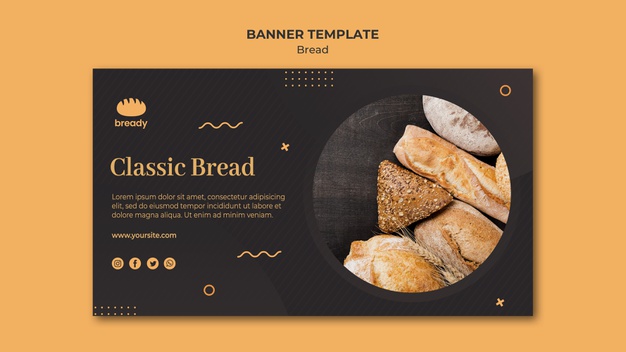 BANNER TEMPLATE
Bread
bready
Classic Bread
Lorem ipsum dolor sit amet, consectetur adipisicing
elit, sed do eiusmod tempor incididunt ut labore et
dolore magna aliqua. Ut enim ad minim veniam.
www.yoursite.com